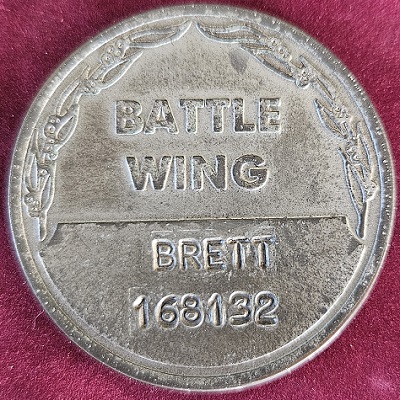 BATTLE
WING
BRETT
168132